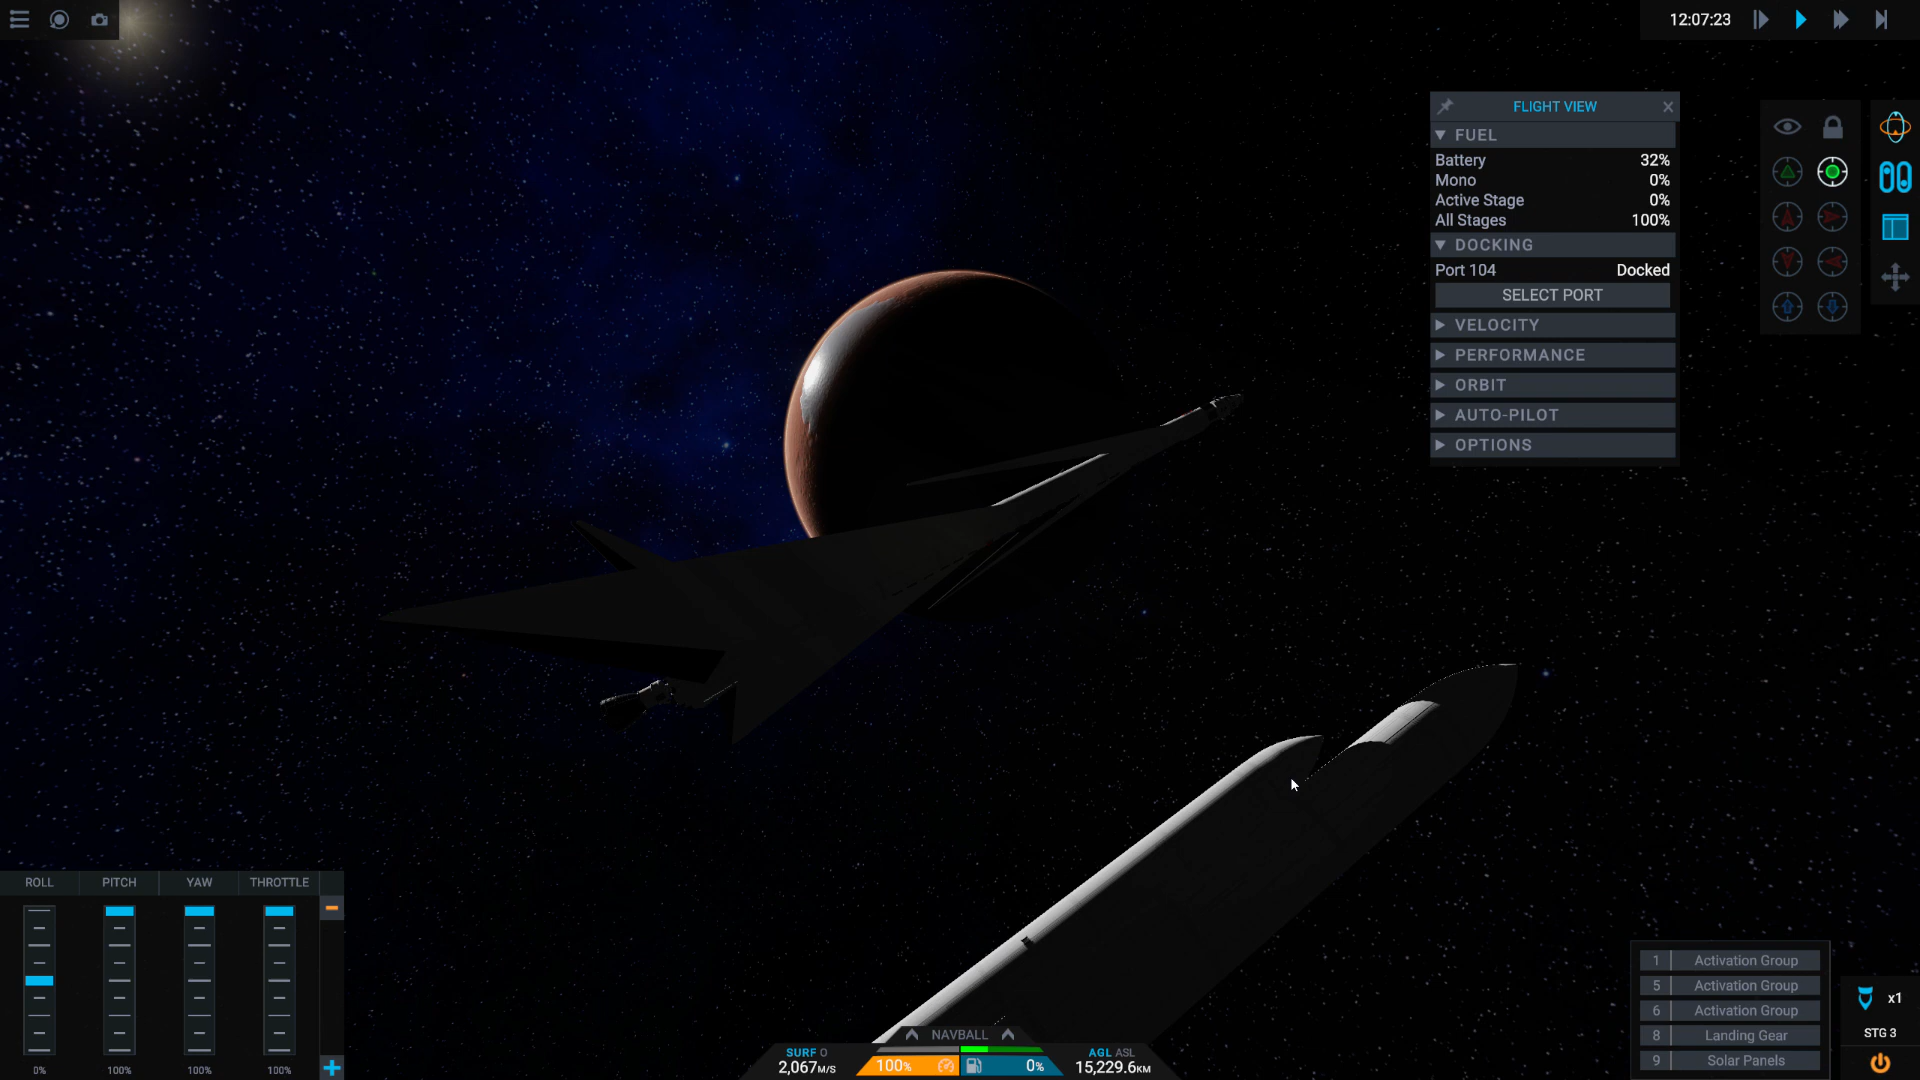 12:07:23
FLIGHT VIEW
FUEL
Battery 32%
Mono 0%
Active Stage 0%
All Stages 100%
DOCKING
Port 104 Docked
SELECT PORT
VELOCITY
PERFORMANCE
ORBIT
AUTO-PILOT
OPTIONS
ROLL PITCH YAW THROTTLE
0% 100% 100% 100%
NAVBALL
SURF O AGL ASL
2,067M/S 100% 0% 15,229.6KM
1 Activation Group
5 Activation Group
6 Activation Group
8 Landing Gear
9 Solar Panels
x1
STG 3